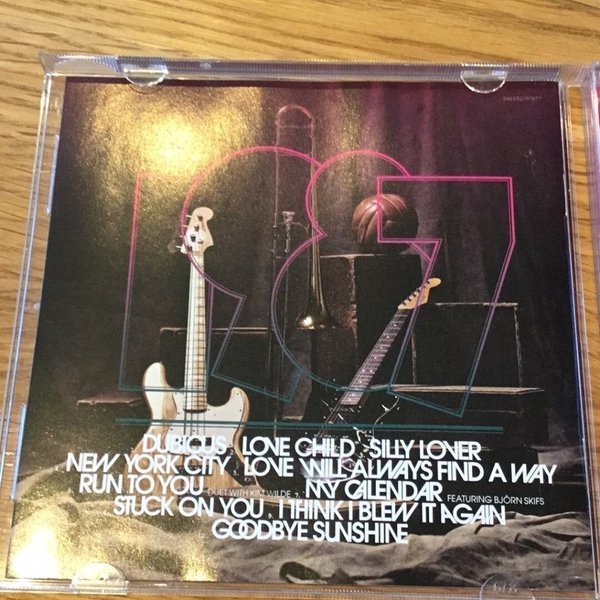 1987
DUBIOUS . LOVE CHILD . SILLY LOVER
NEW YORK CITY . LOVE WILL ALWAYS FIND A WAY
RUN TO YOU DUET WITH KIM WILDE . MY CALENDAR FEATURING BJÖRN SKIFS
STUCK ON YOU . I THINK I BLEW IT AGAIN
GOODBYE SUNSHINE